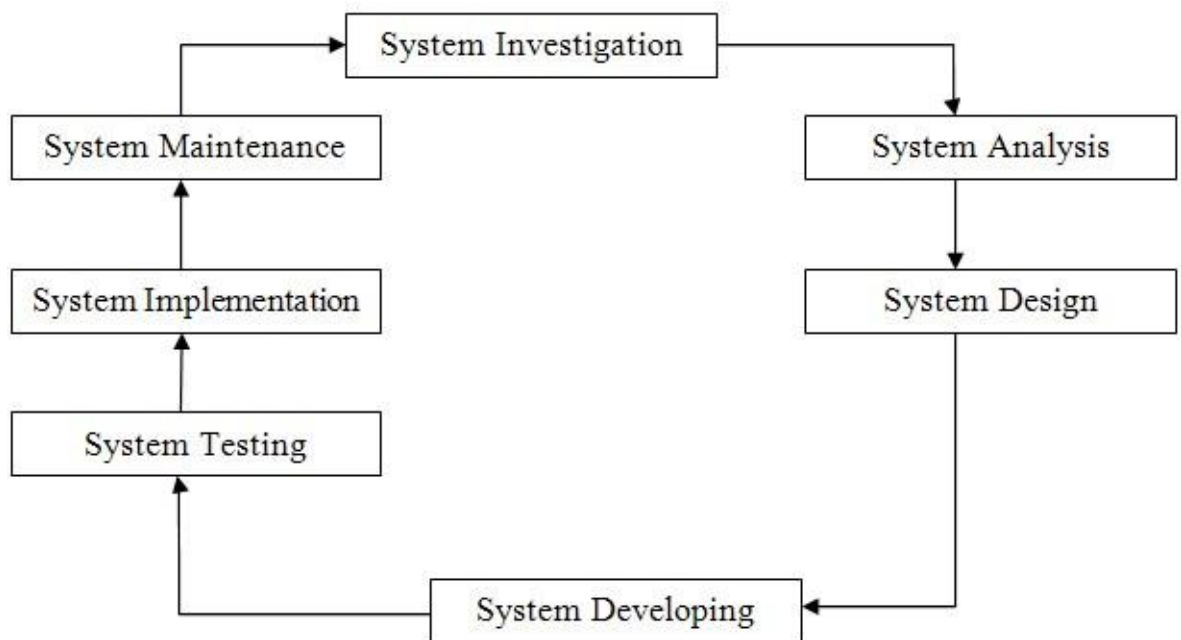 System Investigation
System Maintenance
System Analysis
System Implementation
System Design
System Testing
System Developing